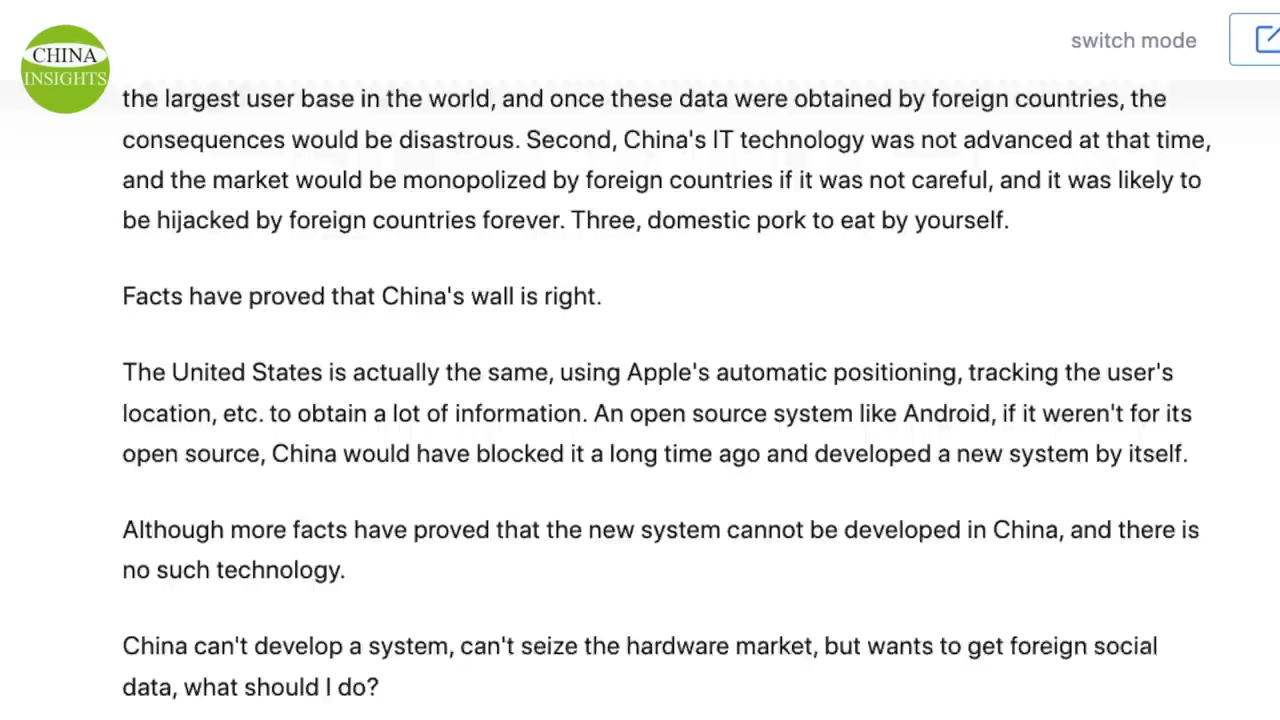 switch mode
CHINA
INSIGHTS
the largest user base in the world, and once these data were obtained by foreign countries, the
consequences would be disastrous. Second, China's IT technology was not advanced at that time,
and the market would be monopolized by foreign countries if it was not careful, and it was likely to
be hijacked by foreign countries forever. Three, domestic pork to eat by yourself.
Facts have proved that China's wall is right.
The United States is actually the same, using Apple's automatic positioning, tracking the user's
location, etc. to obtain a lot of information. An open source system like Android, if it weren't for its
open source, China would have blocked it a long time ago and developed a new system by itself.
Although more facts have proved that the new system cannot be developed in China, and there is
no such technology.
China can't develop a system, can't seize the hardware market, but wants to get foreign social
data, what should I do?